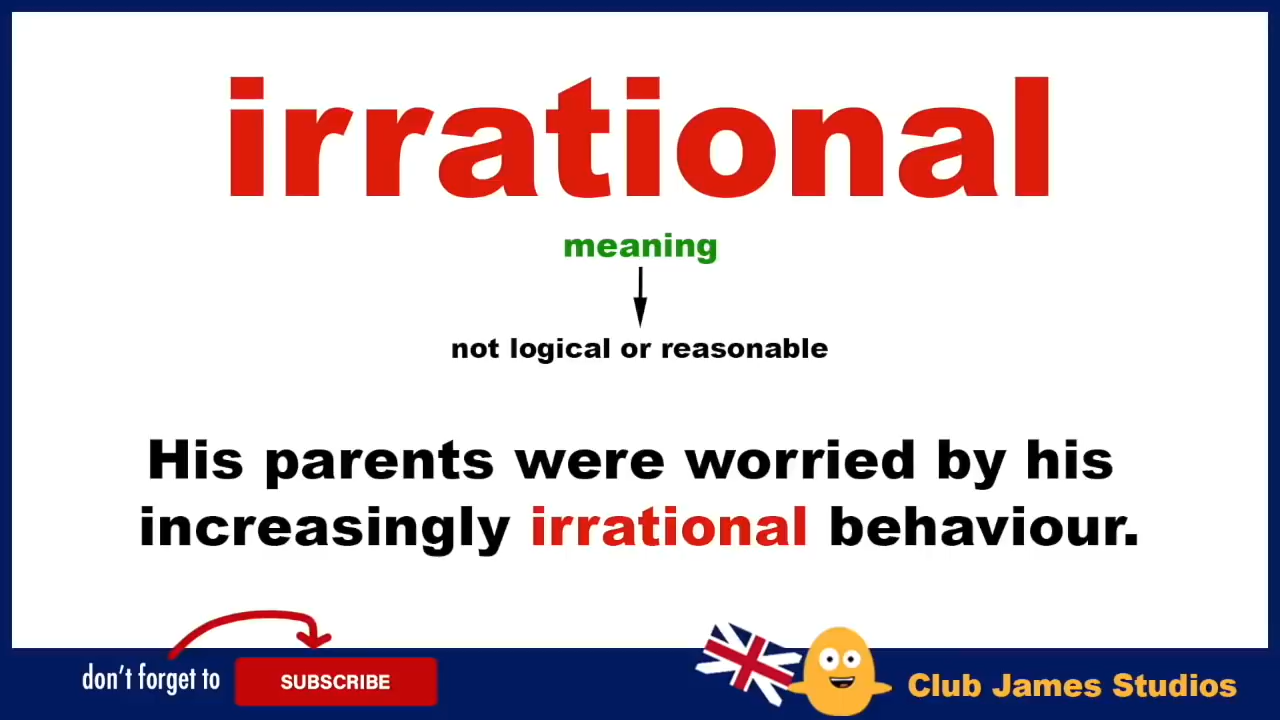 irrational
meaning
not logical or reasonable
His parents were worried by his
increasingly irrational behaviour.
don't forget to
SUBSCRIBE
Club James Studios